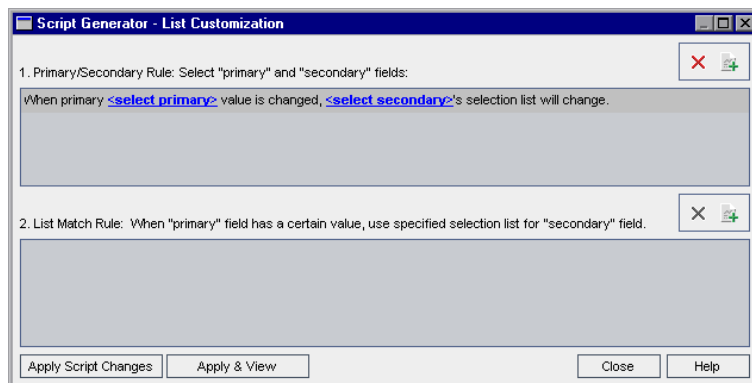 Script Generator - List Customization
1. Primary/Secondary Rule: Select "primary" and "secondary" fields:
When primary <select primary> value is changed, <select secondary>'s selection list will change.
2. List Match Rule:  When "primary" field has a certain value, use specified selection list for "secondary" field.
Apply Script Changes
Apply & View
Close
Help